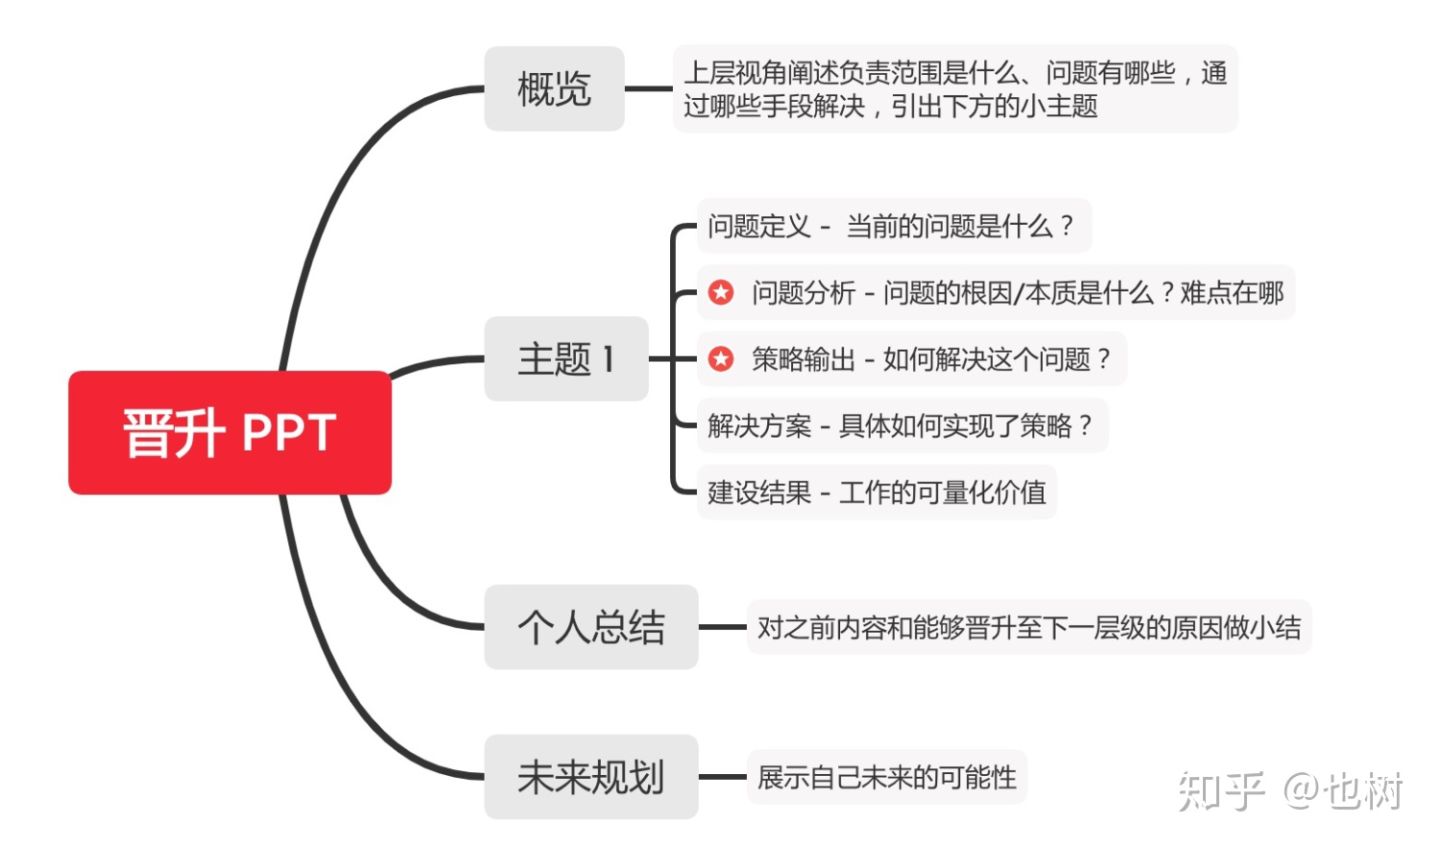 晋升 PPT
概览
上层视角阐述负责范围是什么、问题有哪些，通
过哪些手段解决，引出下方的小主题
主题 1
问题定义 - 当前的问题是什么？
问题分析 - 问题的根因/本质是什么？难点在哪
策略输出 - 如何解决这个问题？
解决方案 - 具体如何实现了策略？
建设结果 - 工作的可量化价值
个人总结
对之前内容和能够晋升至下一层级的原因做小结
未来规划
展示自己未来的可能性
知乎 @也树